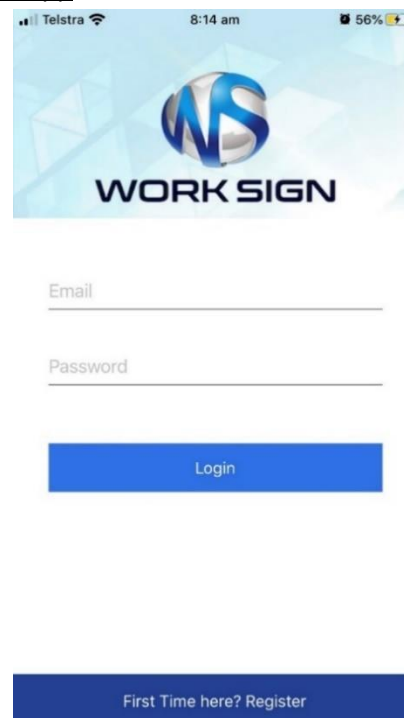 Telstra 8:14 am 56%
WS
WORK SIGN
Email
Password
Login
First Time here? Register